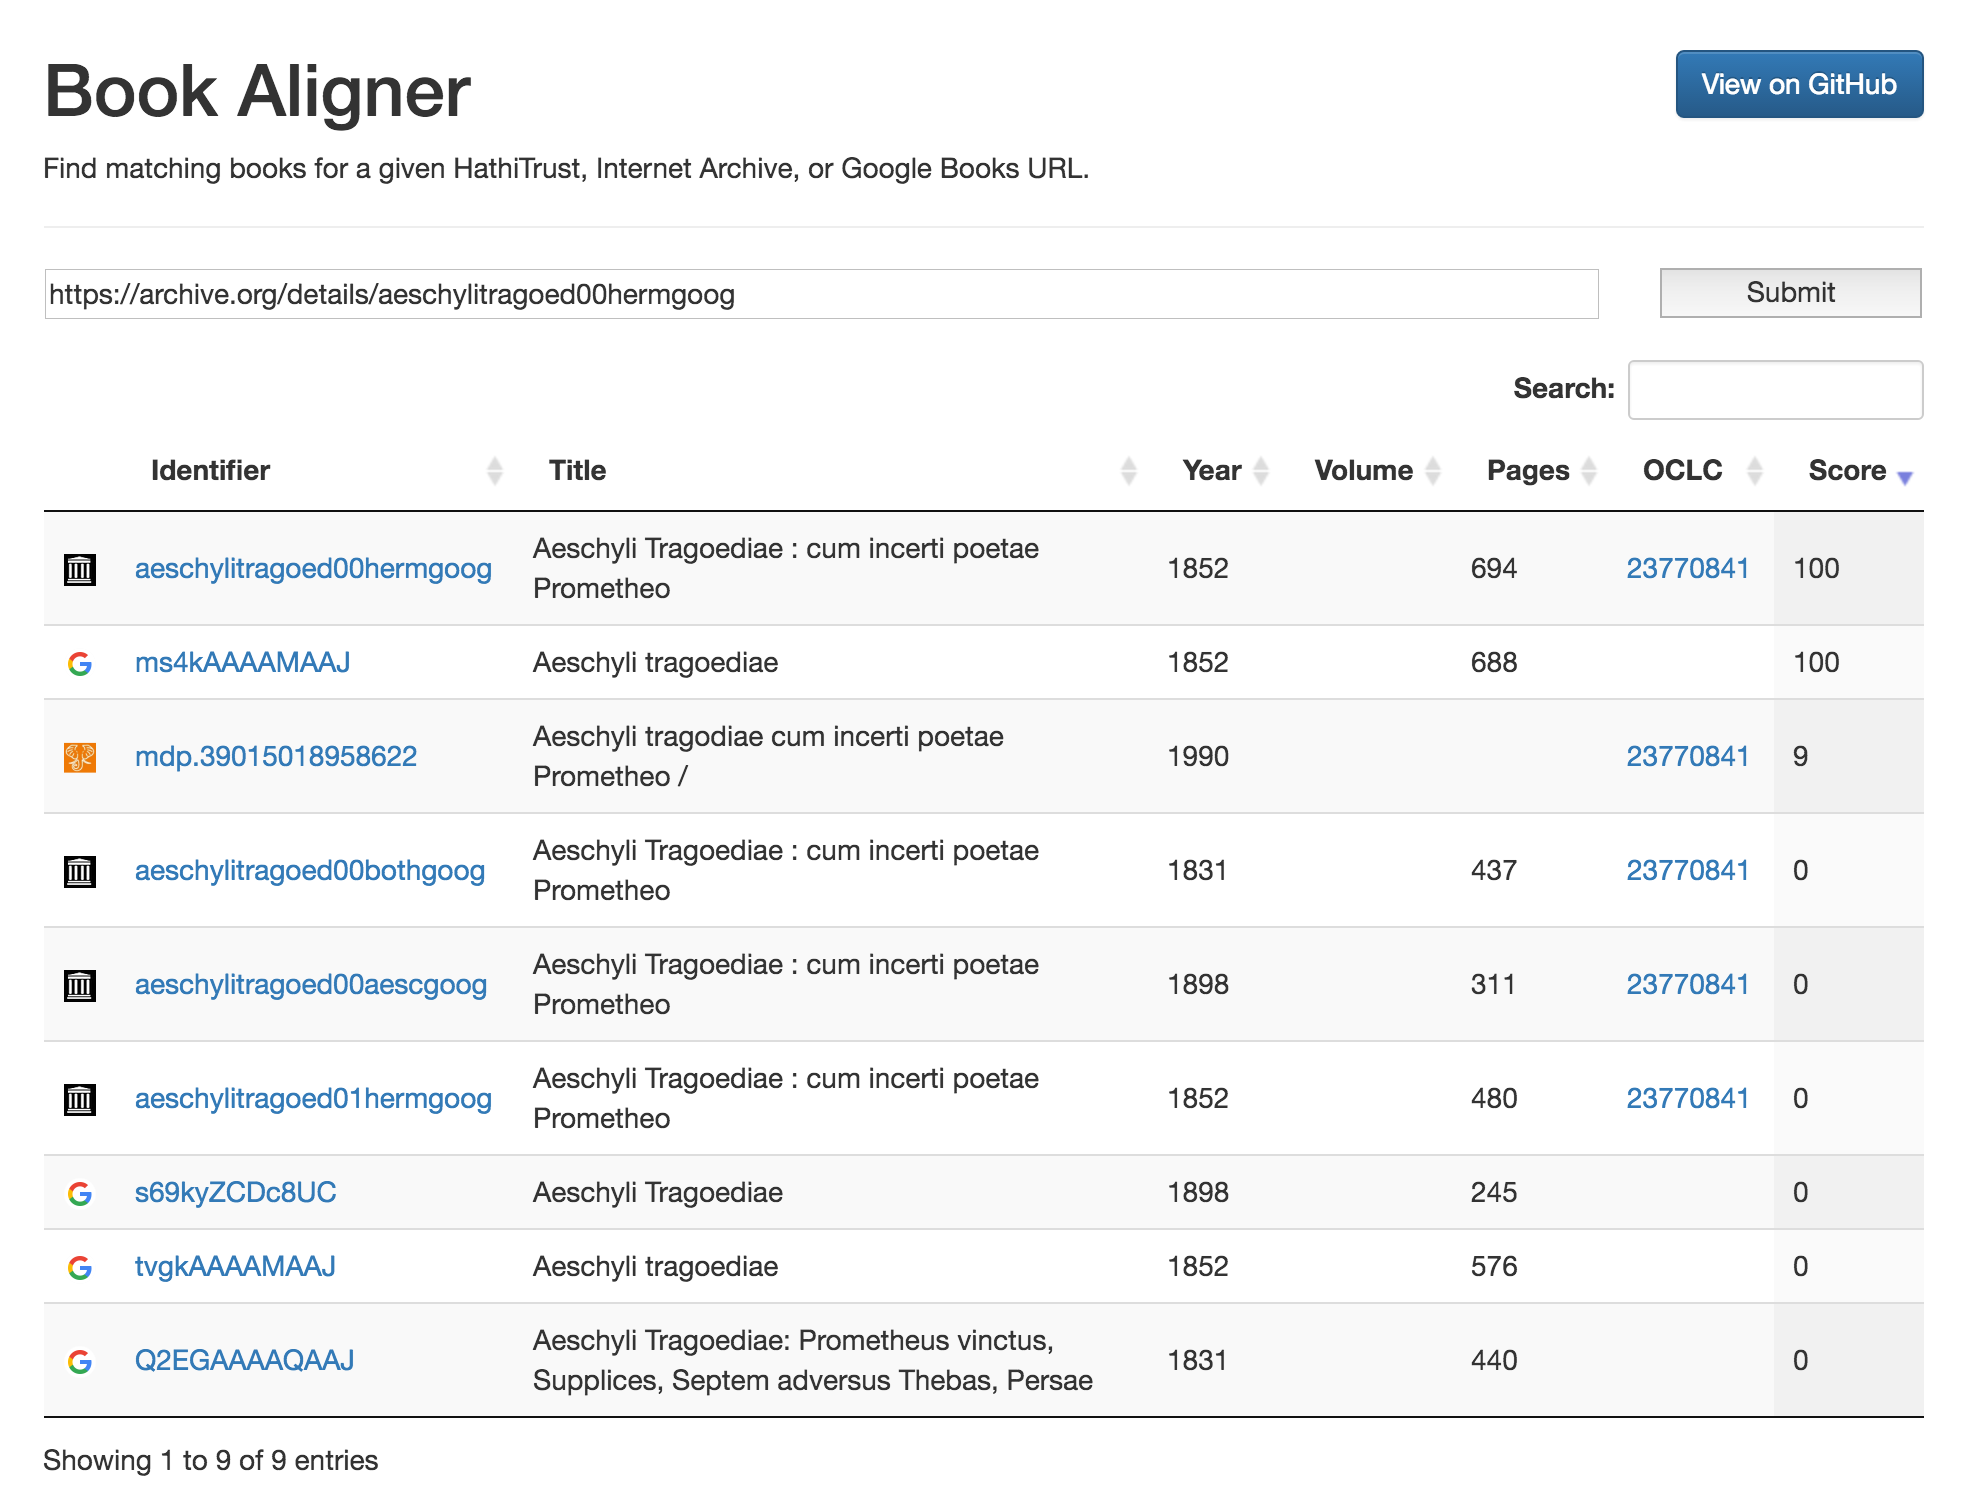 Book Aligner
View on GitHub
Find matching books for a given HathiTrust, Internet Archive, or Google Books URL.
https://archive.org/details/aeschylitragoed00hermgoog
Submit
Search:
Identifier Title Year Volume Pages OCLC Score
aeschylitragoed00hermgoog Aeschyli Tragoediae : cum incerti poetae
Prometheo 1852 694 23770841 100
ms4kAAAAMAAJ Aeschyli tragoediae 1852 688 100
mdp.39015018958622 Aeschyli tragodiae cum incerti poetae
Prometheo / 1990 23770841 9
aeschylitragoed00bothgoog Aeschyli Tragoediae : cum incerti poetae
Prometheo 1831 437 23770841 0
aeschylitragoed00aescgoog Aeschyli Tragoediae : cum incerti poetae
Prometheo 1898 311 23770841 0
aeschylitragoed01hermgoog Aeschyli Tragoediae : cum incerti poetae
Prometheo 1852 480 23770841 0
s69kyZCDc8UC Aeschyli Tragoediae 1898 245 0
tvgkAAAAMAAJ Aeschyli tragoediae 1852 576 0
Q2EGAAAAQAAJ Aeschyli Tragoediae: Prometheus vinctus,
Supplices, Septem adversus Thebas, Persae 1831 440 0
Showing 1 to 9 of 9 entries